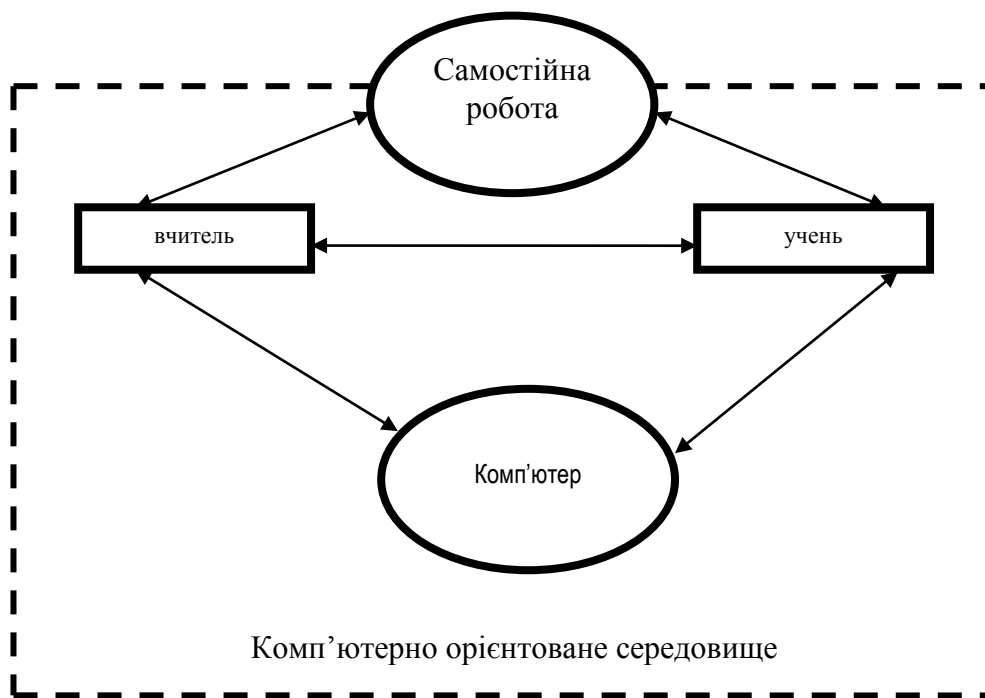 Самостійна
робота
вчитель
учень
Комп’ютер
Комп’ютерно орієнтоване середовище